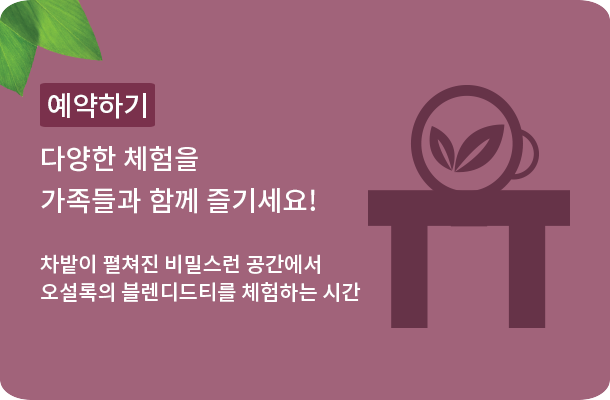 예약하기
다양한 체험을
가족들과 함께 즐기세요!
차밭이 펼쳐진 비밀스런 공간에서
오설록의 블렌디드티를 체험하는 시간